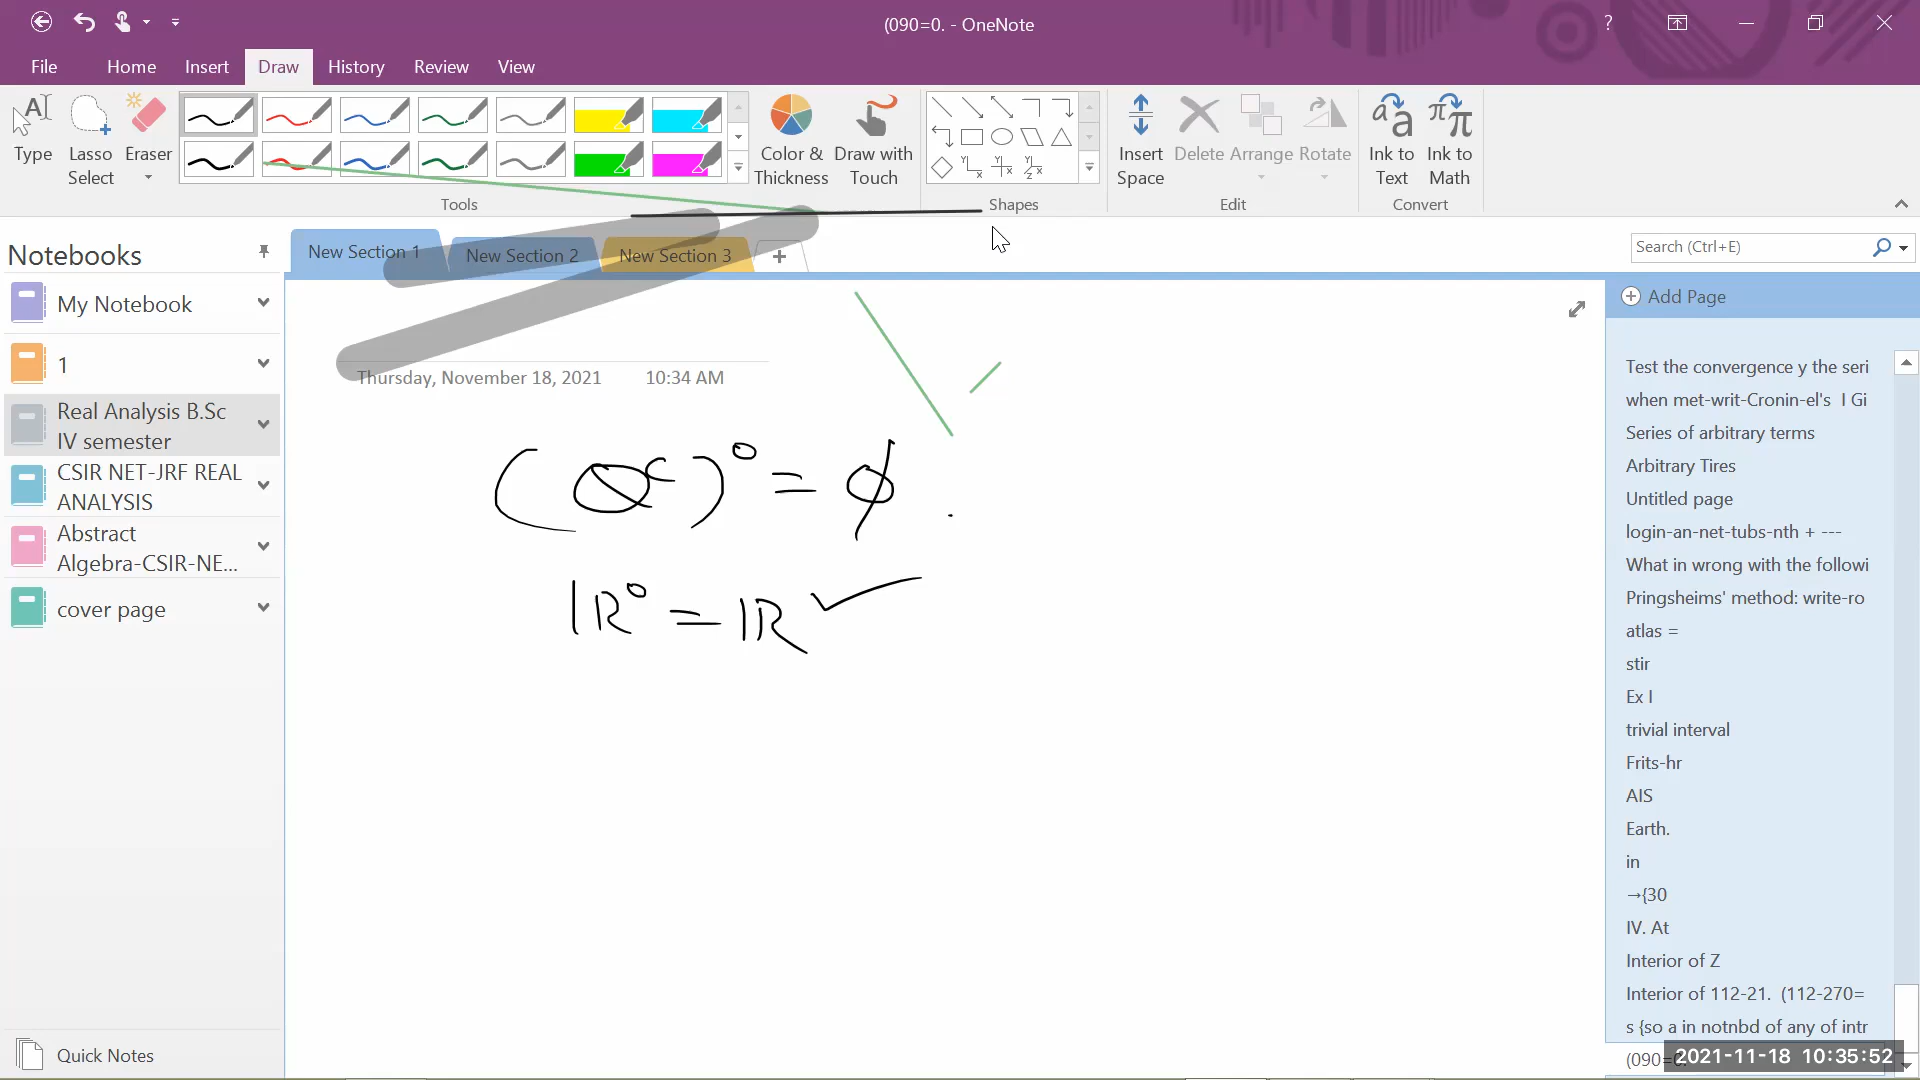 (090=0. - OneNote
?
File Home Insert Draw History Review View
Type
Lasso Select
Eraser
Color & Thickness
Draw with Touch
Insert Space
Delete Arrange Rotate
Ink to Text
Ink to Math
Tools Shapes Edit Convert
Notebooks
New Section 1 New Section 2 New Section 3 +
Search (Ctrl+E)
My Notebook
1
Real Analysis B.Sc IV semester
CSIR NET-JRF REAL ANALYSIS
Abstract Algebra-CSIR-NE...
cover page
Quick Notes
Thursday, November 18, 2021 10:34 AM
(ℚᶜ)° = ϕ .
ℝ° = ℝ ✓
Add Page
Test the convergence y the seri
when met-writ-Cronin-el's I Gi
Series of arbitrary terms
Arbitrary Tires
Untitled page
login-an-net-tubs-nth + ---
What in wrong with the followi
Pringsheims' method: write-ro
atlas =
stir
Ex I
trivial interval
Frits-hr
AIS
Earth.
in
→{30
IV. At
Interior of Z
Interior of 112-21. (112-270=
s {so a in notnbd of any of intr
(090=0.
2021-11-18 10:35:52